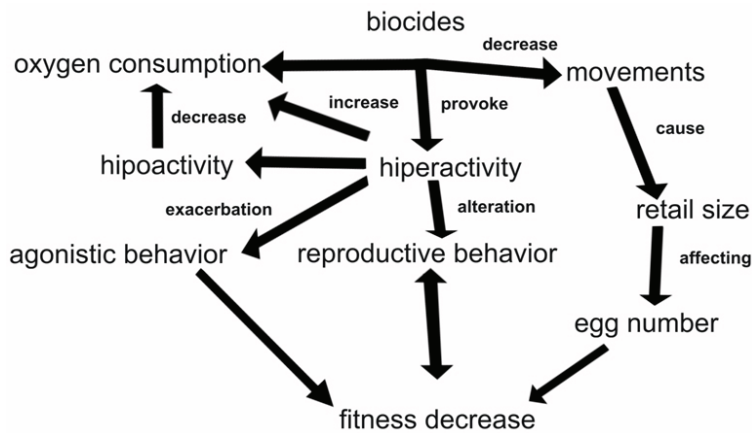 biocides
decrease
oxygen consumption
movements
increase
provoke
decrease
cause
hipoactivity
hiperactivity
exacerbation
alteration
retail size
agonistic behavior
reproductive behavior
affecting
egg number
fitness decrease